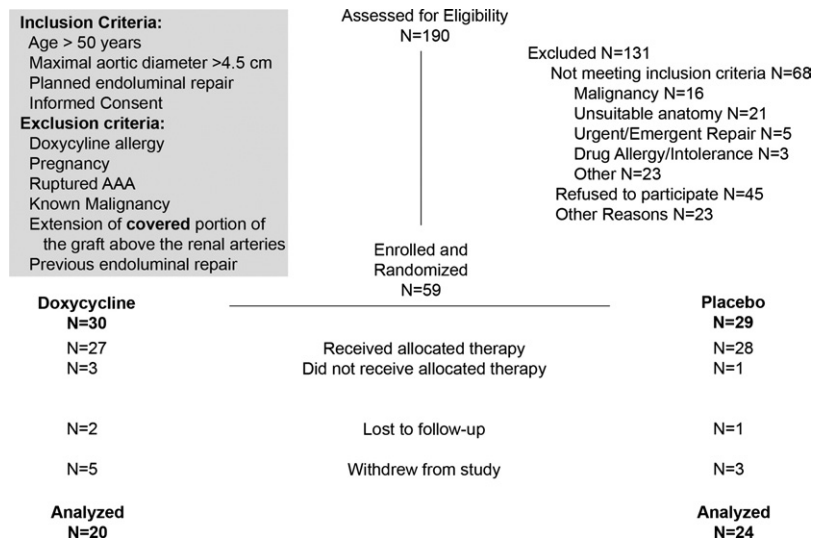 Inclusion Criteria:
Age > 50 years
Maximal aortic diameter >4.5 cm
Planned endoluminal repair
Informed Consent
Exclusion criteria:
Doxycyline allergy
Pregnancy
Ruptured AAA
Known Malignancy
Extension of covered portion of
the graft above the renal arteries
Previous endoluminal repair
Assessed for Eligibility
N=190
Excluded N=131
Not meeting inclusion criteria N=68
Malignancy N=16
Unsuitable anatomy N=21
Urgent/Emergent Repair N=5
Drug Allergy/Intolerance N=3
Other N=23
Refused to participate N=45
Other Reasons N=23
Enrolled and
Randomized
N=59
Doxycycline
N=30
Placebo
N=29
N=27 Received allocated therapy N=28
N=3 Did not receive allocated therapy N=1
N=2 Lost to follow-up N=1
N=5 Withdrew from study N=3
Analyzed
N=20
Analyzed
N=24